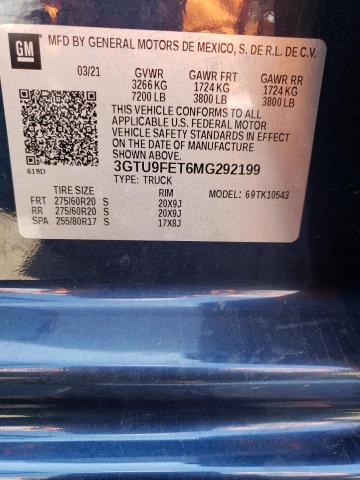 GM
MFD BY GENERAL MOTORS DE MEXICO, S. DE R.L. DE C.V.
03/21 GVWR GAWR FRT GAWR RR
3266 KG 1724 KG 1724 KG
7200 LB 3800 LB 3800 LB
THIS VEHICLE CONFORMS TO ALL
APPLICABLE U.S. FEDERAL MOTOR
VEHICLE SAFETY STANDARDS IN EFFECT
ON THE DATE OF MANUFACTURE
SHOWN ABOVE.
619D
3GTU9FET6MG292199
TYPE: TRUCK
MODEL: 69TK10543
TIRE SIZE RIM
FRT 275/60R20 S 20X9J
RR 275/60R20 S 20X9J
SPA 255/80R17 S 17X8J